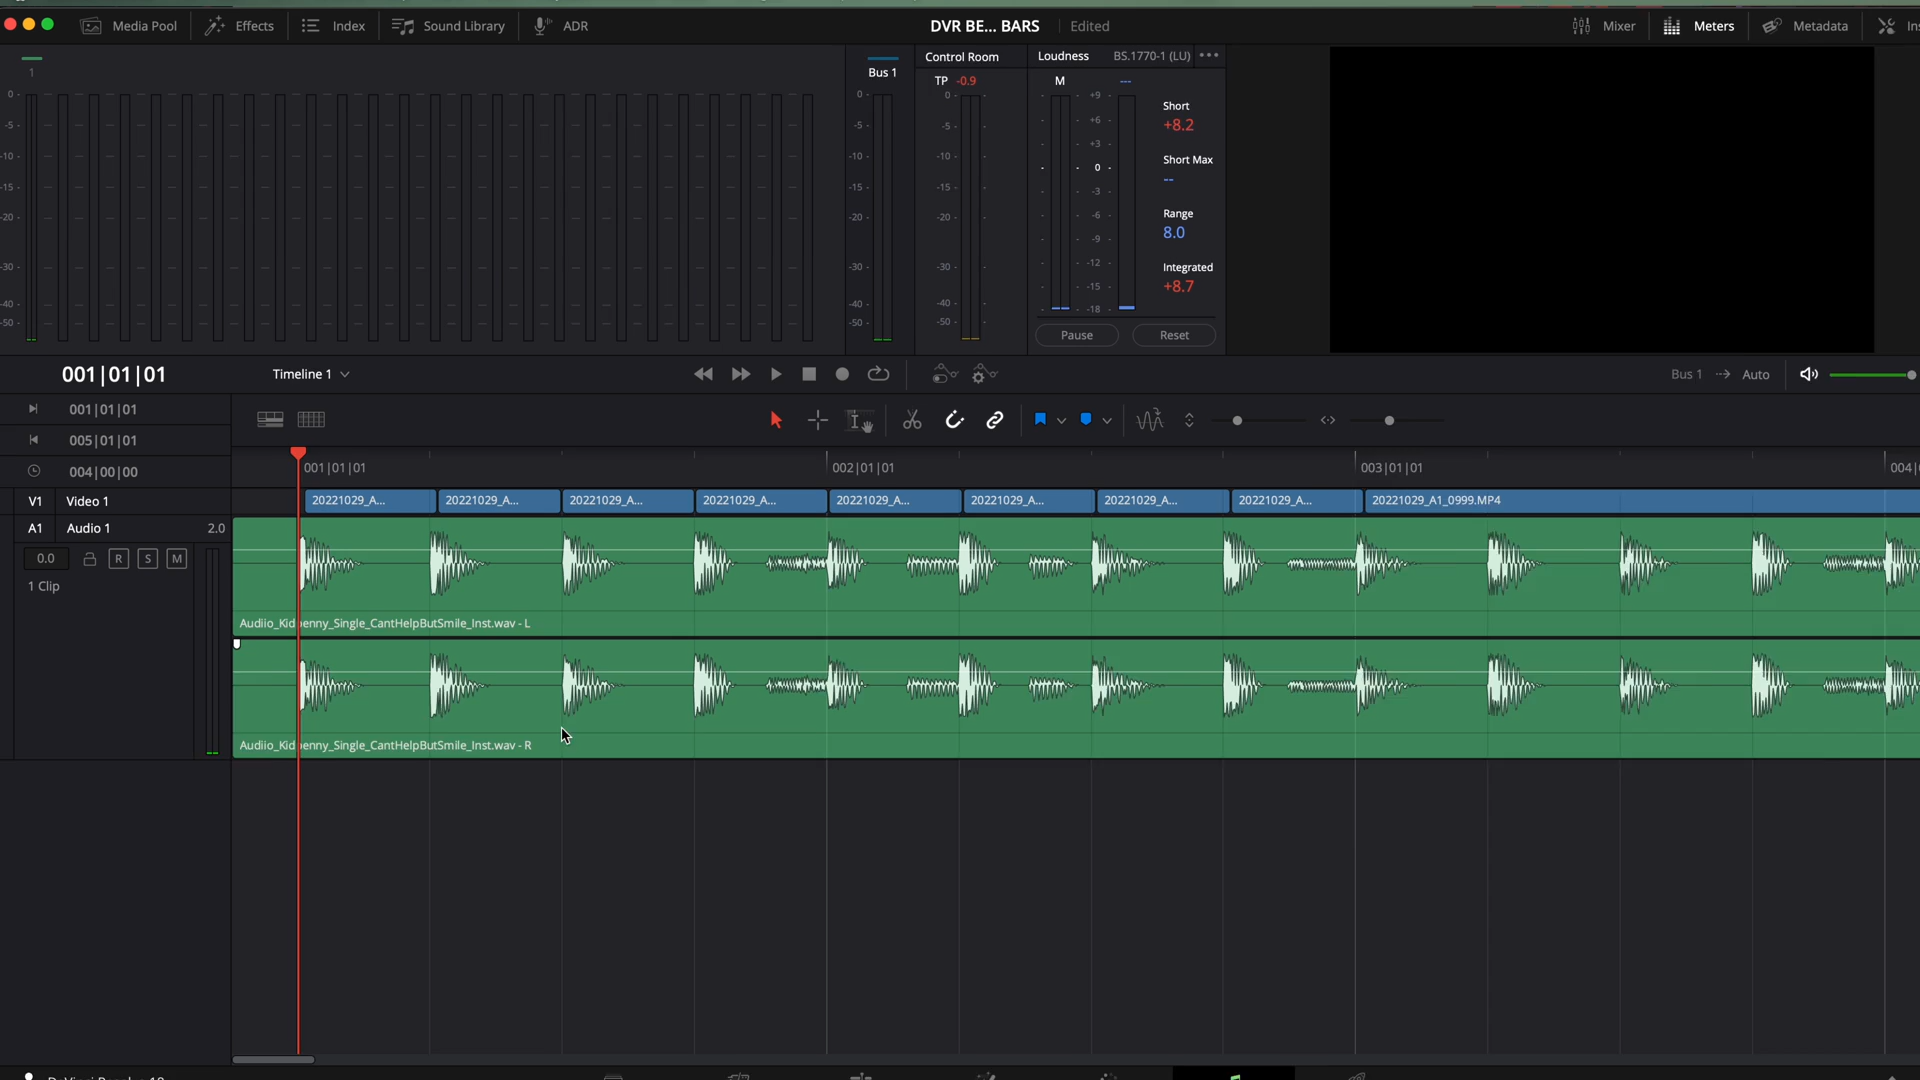 Media Pool Effects Index Sound Library ADR DVR BE... BARS Edited Mixer Meters Metadata Ins
1 Bus 1 Control Room Loudness BS.1770-1 (LU)
TP -0.9 M ---
0 0 0 +9
-5 -5 -5 +6
-10 -10 -10 +3
-15 -15 -15 0
-20 -20 -20 -3
-30 -30 -30 -6
-40 -40 -40 -9
-50 -50 -50 -12
-15
-18
Short
+8.2
Short Max
--
Range
8.0
Integrated
+8.7
Pause Reset
001|01|01 Timeline 1 Bus 1 Auto
001|01|01
005|01|01
004|00|00
001|01|01 002|01|01 003|01|01 004|
V1 Video 1 20221029_A... 20221029_A... 20221029_A... 20221029_A... 20221029_A... 20221029_A... 20221029_A... 20221029_A... 20221029_A1_0999.MP4
A1 Audio 1 2.0
0.0 R S M
1 Clip
Audiio_Kidpenny_Single_CantHelpButSmile_Inst.wav - L
Audiio_Kidpenny_Single_CantHelpButSmile_Inst.wav - R